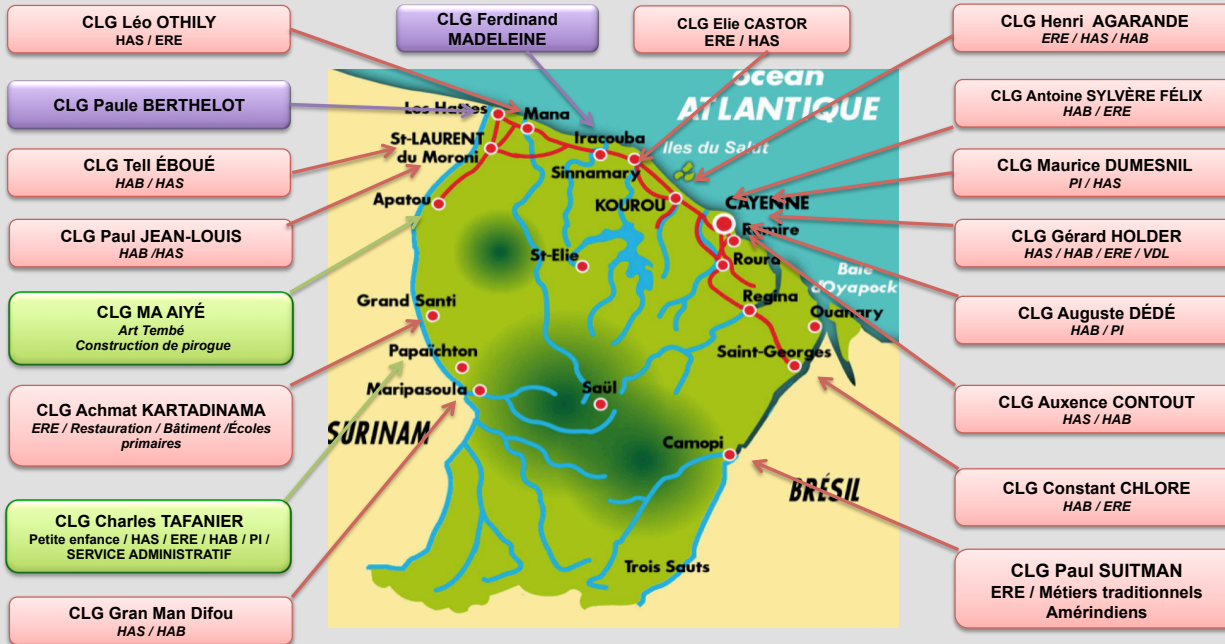 CLG Léo OTHILY
HAS / ERE
CLG Paule BERTHELOT
CLG Tell ÉBOUÉ
HAB / HAS
CLG Paul JEAN-LOUIS
HAB /HAS
CLG MA AIYÉ
Art Tembé
Construction de pirogue
CLG Achmat KARTADINAMA
ERE / Restauration / Bâtiment /Écoles
primaires
CLG Charles TAFANIER
Petite enfance / HAS / ERE / HAB / PI /
SERVICE ADMINISTRATIF
CLG Gran Man Difou
HAS / HAB
CLG Ferdinand
MADELEINE
CLG Elie CASTOR
ERE / HAS
océan
ATLANTIQUE
Les Hattes
Mana
St-LAURENT
du Moroni
Iracouba
Iles du Salut
Sinnamary
Apatou
KOUROU
CAYENNE
Rémire
St-Elie
Roura
Baie
d'Oyapock
Grand Santi
Regina
Ouanary
Papaïchton
Saint-Georges
Maripasoula
Saül
SURINAM
Camopi
BRÉSIL
Trois Sauts
CLG Henri AGARANDE
ERE / HAS / HAB
CLG Antoine SYLVÈRE FÉLIX
HAB / ERE
CLG Maurice DUMESNIL
PI / HAS
CLG Gérard HOLDER
HAS / HAB / ERE / VDL
CLG Auguste DÉDÉ
HAB / PI
CLG Auxence CONTOUT
HAS / HAB
CLG Constant CHLORE
HAB / ERE
CLG Paul SUITMAN
ERE / Métiers traditionnels
Amérindiens